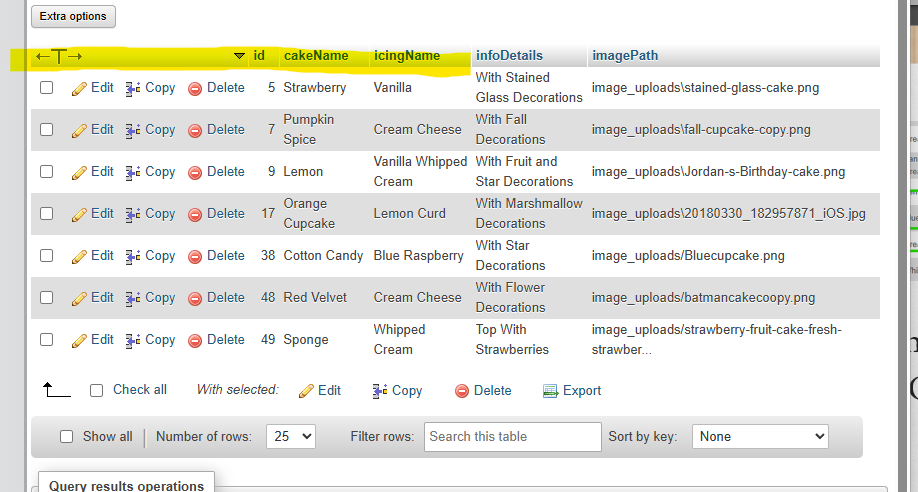 Extra options
id cakeName icingName infoDetails imagePath
Edit Copy Delete 5 Strawberry Vanilla With Stained Glass Decorations image_uploads\stained-glass-cake.png
Edit Copy Delete 7 Pumpkin Spice Cream Cheese With Fall Decorations image_uploads\fall-cupcake-copy.png
Edit Copy Delete 9 Lemon Vanilla Whipped Cream With Fruit and Star Decorations image_uploads\Jordan-s-Birthday-cake.png
Edit Copy Delete 17 Orange Cupcake Lemon Curd With Marshmallow Decorations image_uploads\20180330_182957871_iOS.jpg
Edit Copy Delete 38 Cotton Candy Blue Raspberry With Star Decorations image_uploads/Bluecupcake.png
Edit Copy Delete 48 Red Velvet Cream Cheese With Flower Decorations image_uploads/batmancakecoopy.png
Edit Copy Delete 49 Sponge Whipped Cream Top With Strawberries image_uploads/strawberry-fruit-cake-fresh-strawber...
Check all With selected: Edit Copy Delete Export
Show all Number of rows: 25 Filter rows: Search this table Sort by key: None
Query results operations